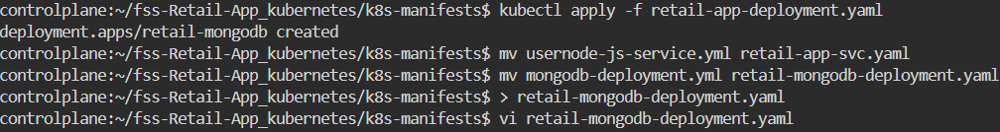 controlplane:~/fss-Retail-App_kubernetes/k8s-manifests$ kubectl apply -f retail-app-deployment.yaml
deployment.apps/retail-mongodb created
controlplane:~/fss-Retail-App_kubernetes/k8s-manifests$ mv usernode-js-service.yml retail-app-svc.yaml
controlplane:~/fss-Retail-App_kubernetes/k8s-manifests$ mv mongodb-deployment.yml retail-mongodb-deployment.yaml
controlplane:~/fss-Retail-App_kubernetes/k8s-manifests$ > retail-mongodb-deployment.yaml
controlplane:~/fss-Retail-App_kubernetes/k8s-manifests$ vi retail-mongodb-deployment.yaml